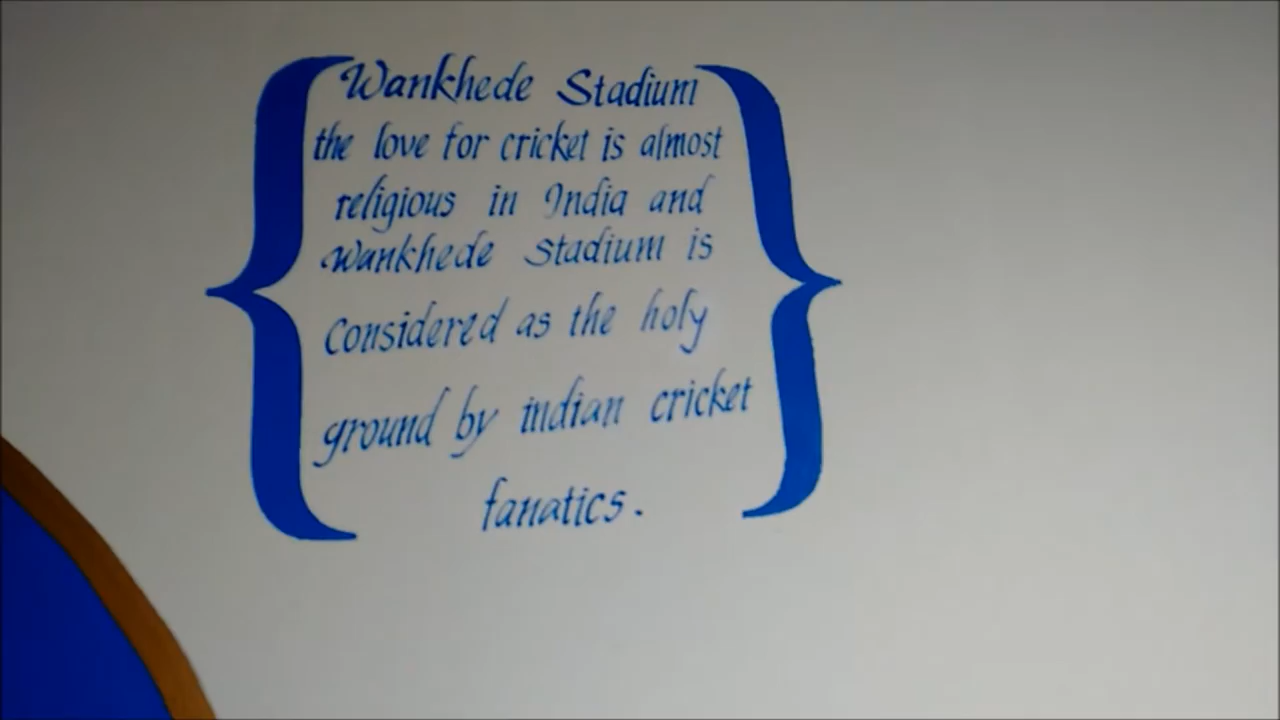 Wankhede Stadium
the love for cricket is almost
religious in India and
Wankhede Stadium is
Considered as the holy
ground by indian cricket
fanatics.